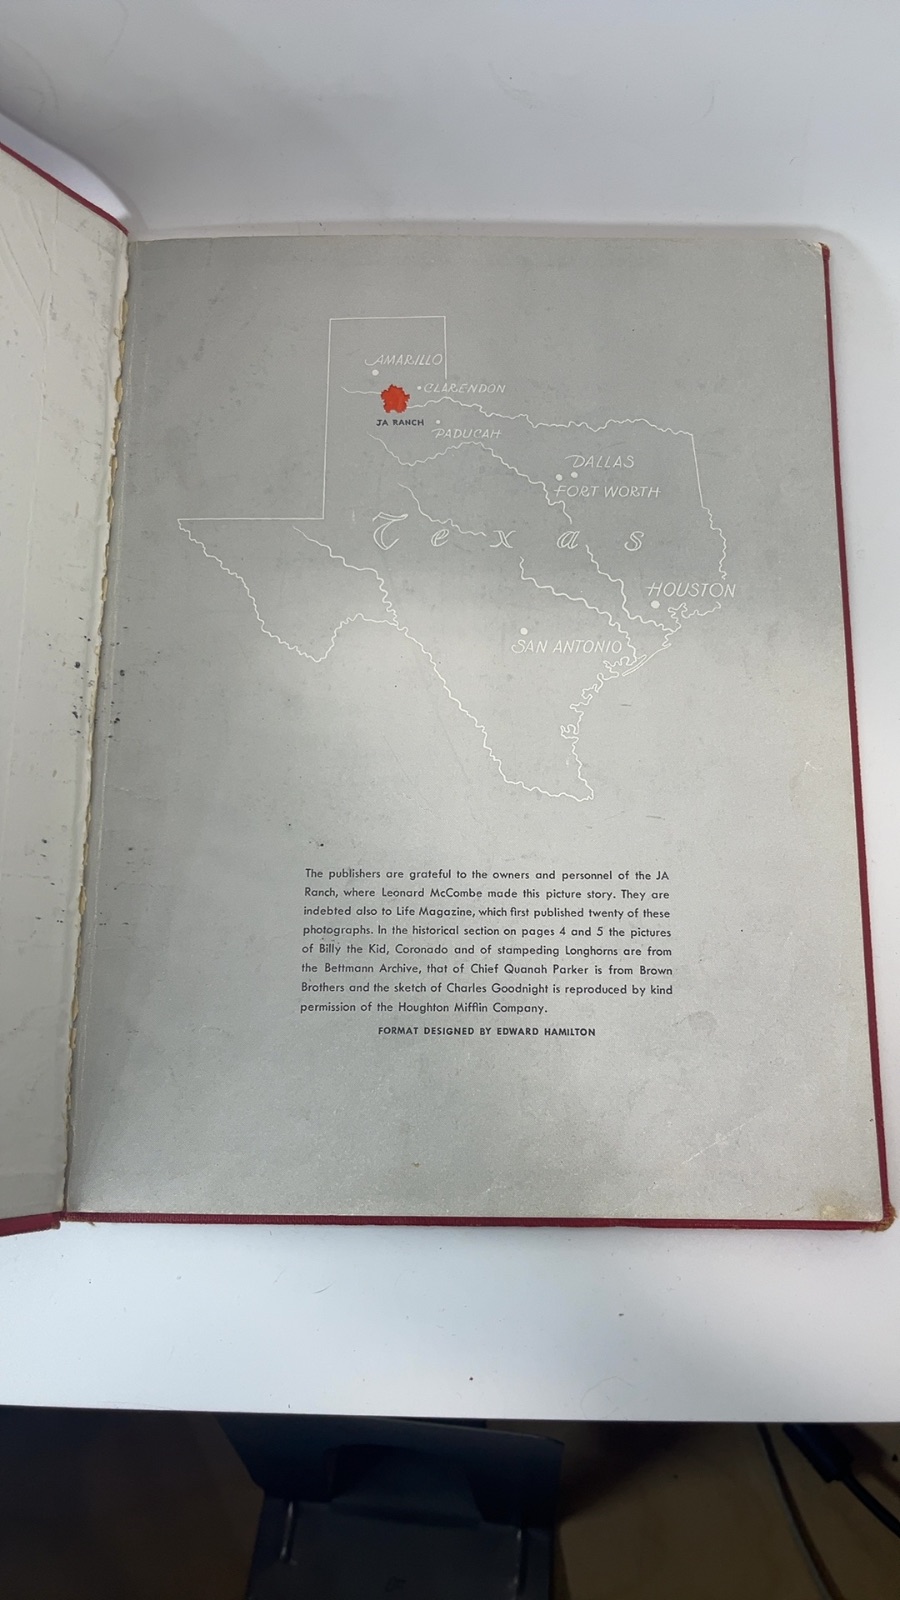 AMARILLO
CLARENDON
JA RANCH
PADUCAH
DALLAS
FORT WORTH
Texas
HOUSTON
SAN ANTONIO
The publishers are grateful to the owners and personnel of the JA
Ranch, where Leonard McCombe made this picture story. They are
indebted also to Life Magazine, which first published twenty of these
photographs. In the historical section on pages 4 and 5 the pictures
of Billy the Kid, Coronado and of stampeding Longhorns are from
the Bettmann Archive, that of Chief Quanah Parker is from Brown
Brothers and the sketch of Charles Goodnight is reproduced by kind
permission of the Houghton Mifflin Company.
FORMAT DESIGNED BY EDWARD HAMILTON